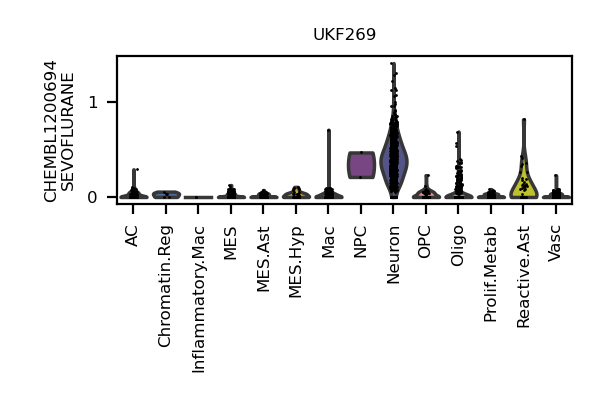 UKF269
CHEMBL1200694
SEVOFLURANE
1
0
AC
Chromatin.Reg
Inflammatory.Mac
MES
MES.Ast
MES.Hyp
Mac
NPC
Neuron
OPC
Oligo
Prolif.Metab
Reactive.Ast
Vasc